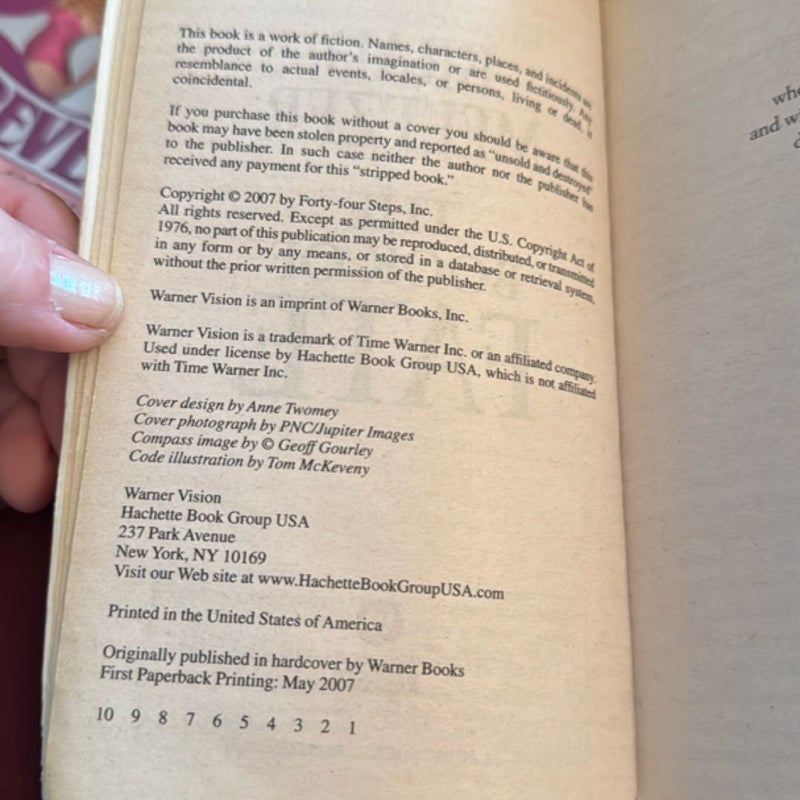 This book is a work of fiction. Names, characters, places, and incidents are
the product of the author's imagination or are used fictitiously. Any
resemblance to actual events, locales, or persons, living or dead, is
coincidental.
If you purchase this book without a cover you should be aware that this
book may have been stolen property and reported as "unsold and destroyed"
to the publisher. In such case neither the author nor the publisher has
received any payment for this "stripped book."
Copyright © 2007 by Forty-four Steps, Inc.
All rights reserved. Except as permitted under the U.S. Copyright Act of
1976, no part of this publication may be reproduced, distributed, or transmitted
in any form or by any means, or stored in a database or retrieval system,
without the prior written permission of the publisher.
Warner Vision is an imprint of Warner Books, Inc.
Warner Vision is a trademark of Time Warner Inc. or an affiliated company.
Used under license by Hachette Book Group USA, which is not affiliated
with Time Warner Inc.
Cover design by Anne Twomey
Cover photograph by PNC/Jupiter Images
Compass image by © Geoff Gourley
Code illustration by Tom McKeveny
Warner Vision
Hachette Book Group USA
237 Park Avenue
New York, NY 10169
Visit our Web site at www.HachetteBookGroupUSA.com
Printed in the United States of America
Originally published in hardcover by Warner Books
First Paperback Printing: May 2007
10 9 8 7 6 5 4 3 2 1
and